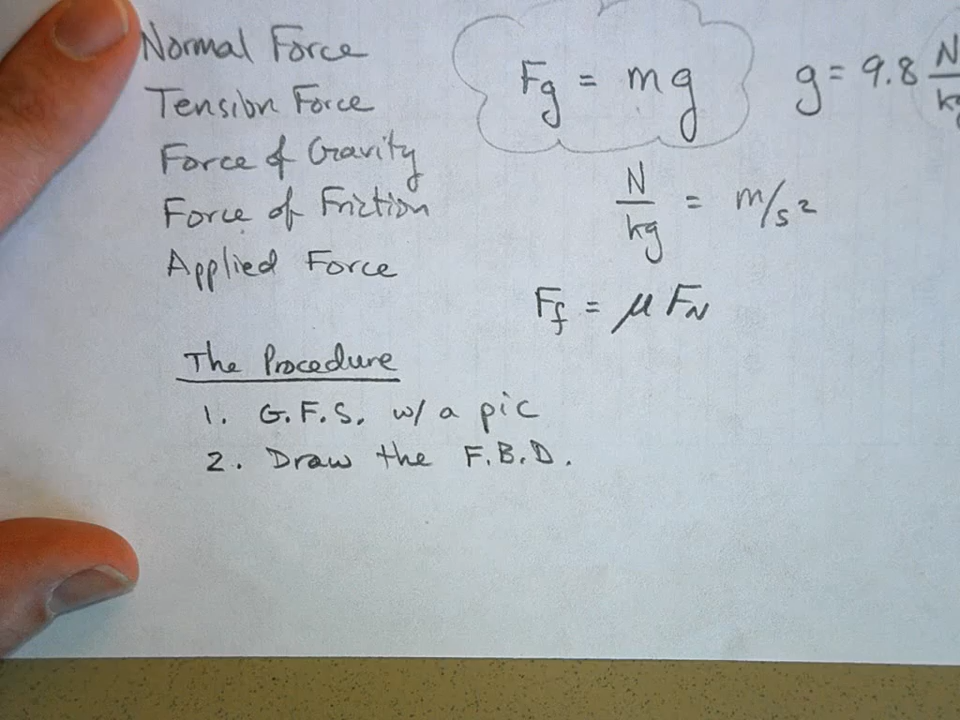 Normal Force
Tension Force
Force of Gravity
Force of Friction
Applied Force
Fg = mg
g = 9.8 N/kg
N/kg = m/s²
Ff = μ FN
The Procedure
1. G.F.S. w/ a pic
2. Draw the F.B.D.